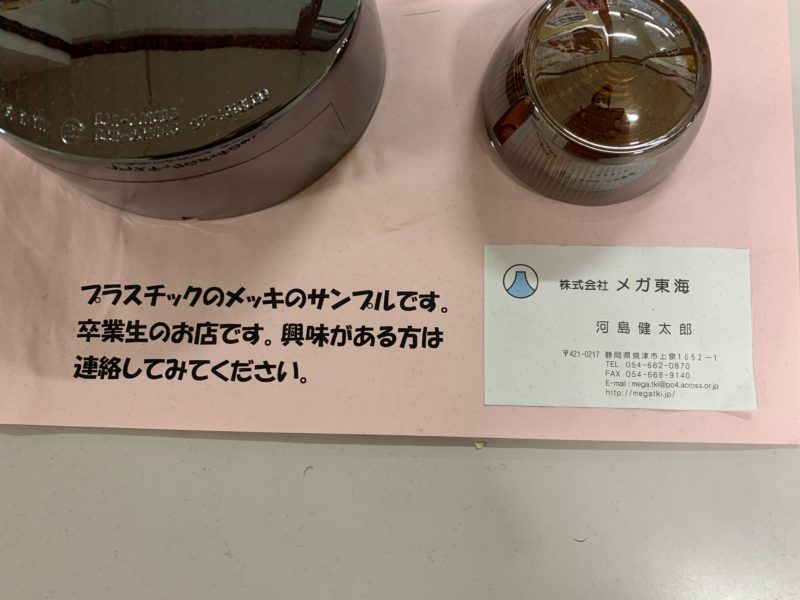 プラスチックのメッキのサンプルです。
卒業生のお店です。興味がある方は
連絡してみてください。
株式会社 メガ東海
河島健太郎
〒421-0217 静岡県焼津市上泉1052-1
TEL 054-662-0870
FAX 054-668-9140
E-mail : mega.tki@po4.across.or.jp
http://megatki.jp/